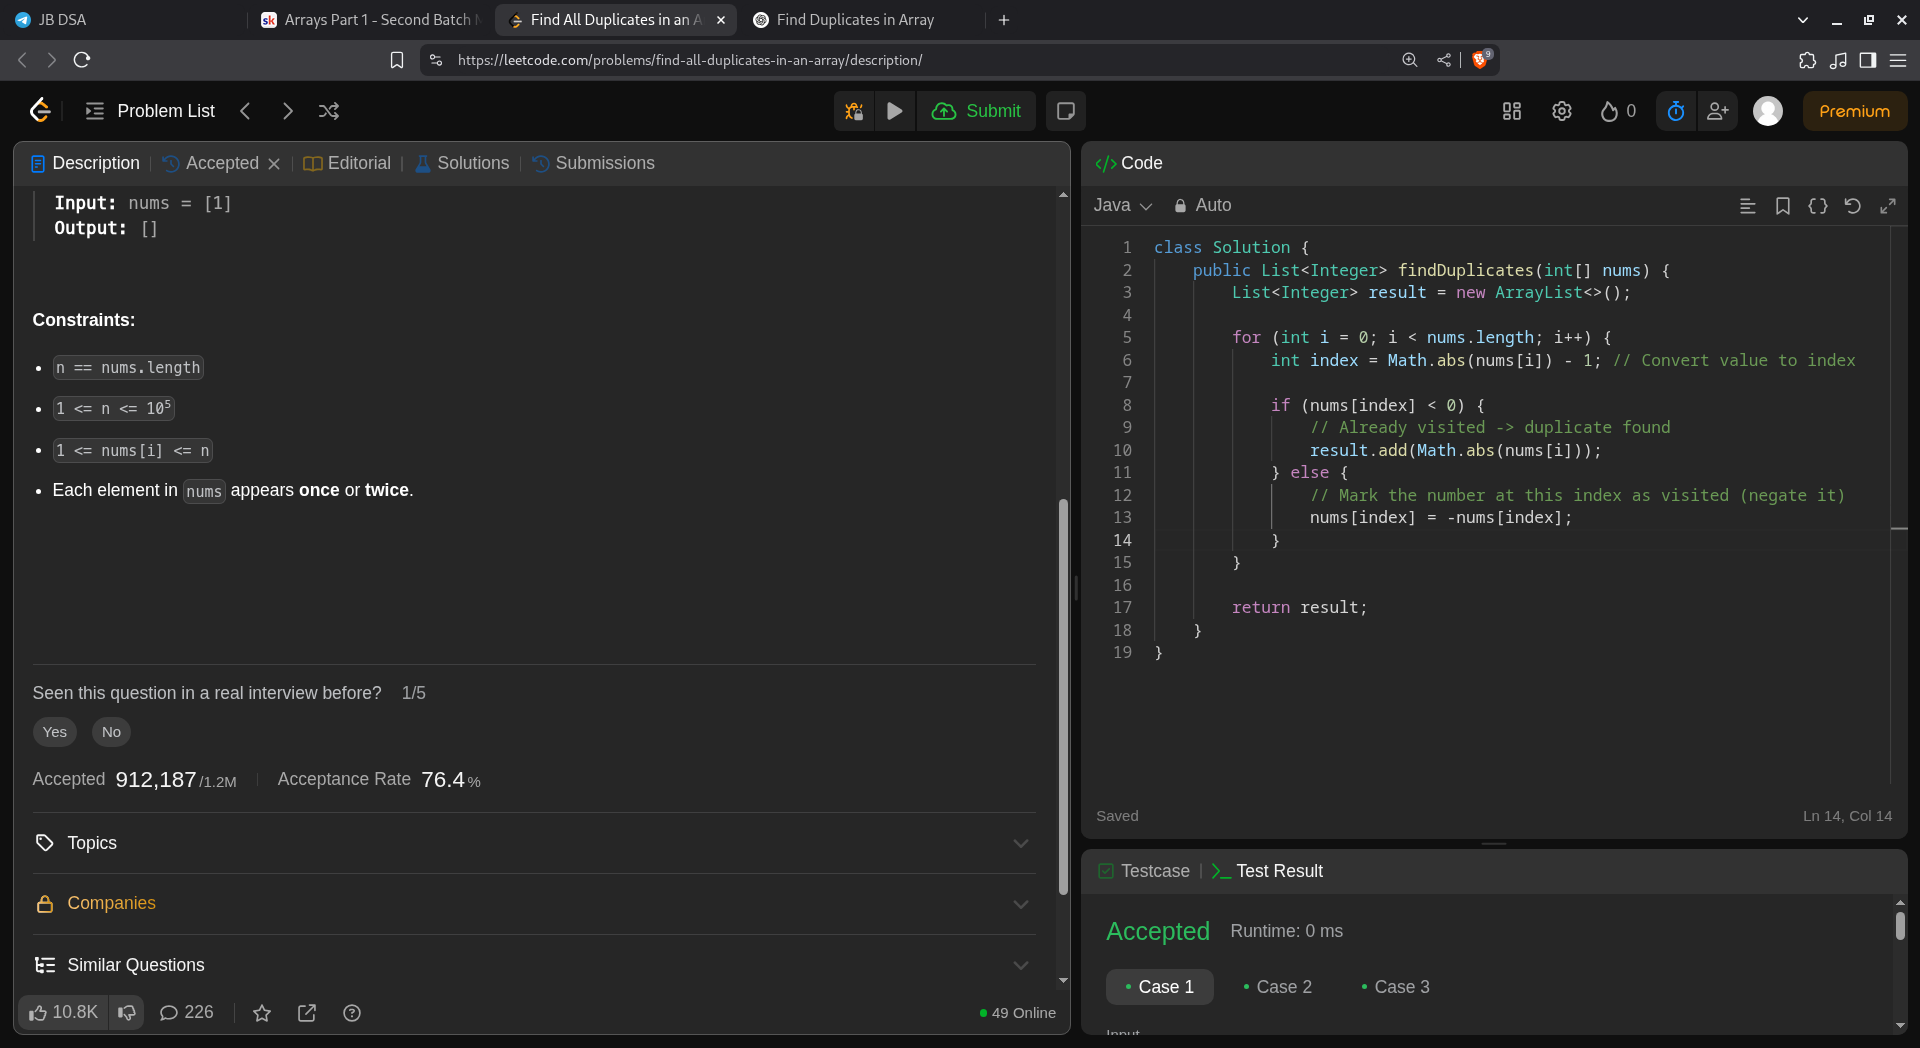 JB DSA
Arrays Part 1 - Second Batch
Find All Duplicates in an A
Find Duplicates in Array
https://leetcode.com/problems/find-all-duplicates-in-an-array/description/
9
Problem List
Submit
0
Premium
Description
Accepted
Editorial
Solutions
Submissions
Input: nums = [1]
Output: []
Constraints:
n == nums.length
1 <= n <= 10⁵
1 <= nums[i] <= n
Each element in nums appears once or twice.
Seen this question in a real interview before? 1/5
Yes
No
Accepted 912,187/1.2M
Acceptance Rate 76.4%
Topics
Companies
Similar Questions
10.8K
226
49 Online
</> Code
Java
Auto
1 class Solution {
2     public List<Integer> findDuplicates(int[] nums) {
3         List<Integer> result = new ArrayList<>();
4
5         for (int i = 0; i < nums.length; i++) {
6             int index = Math.abs(nums[i]) - 1; // Convert value to index
7
8             if (nums[index] < 0) {
9                 // Already visited -> duplicate found
10                 result.add(Math.abs(nums[i]));
11             } else {
12                 // Mark the number at this index as visited (negate it)
13                 nums[index] = -nums[index];
14             }
15         }
16
17         return result;
18     }
19 }
Saved
Ln 14, Col 14
Testcase
Test Result
Accepted
Runtime: 0 ms
Case 1
Case 2
Case 3
Input